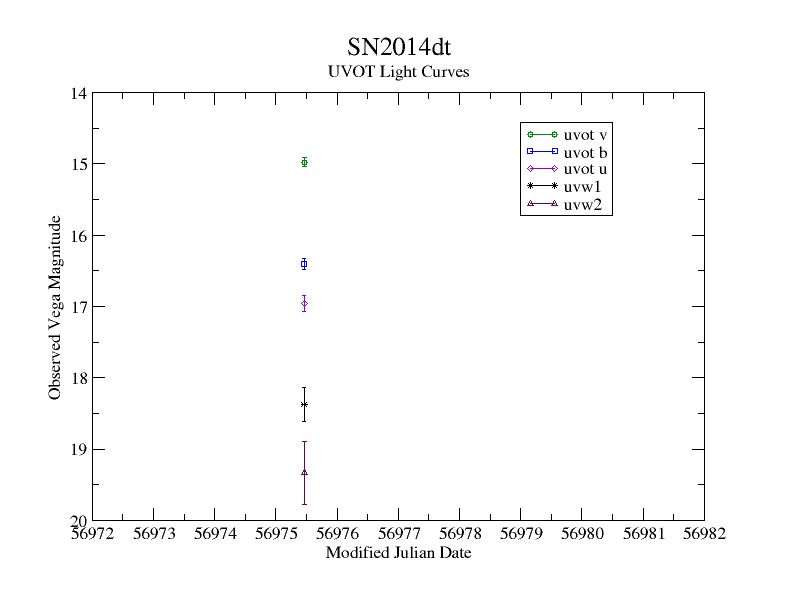 SN2014dt
UVOT Light Curves
14
15
16
17
18
19
20
Observed Vega Magnitude
uvot v
uvot b
uvot u
uvw1
uvw2
56972 56973 56974 56975 56976 56977 56978 56979 56980 56981 56982
Modified Julian Date